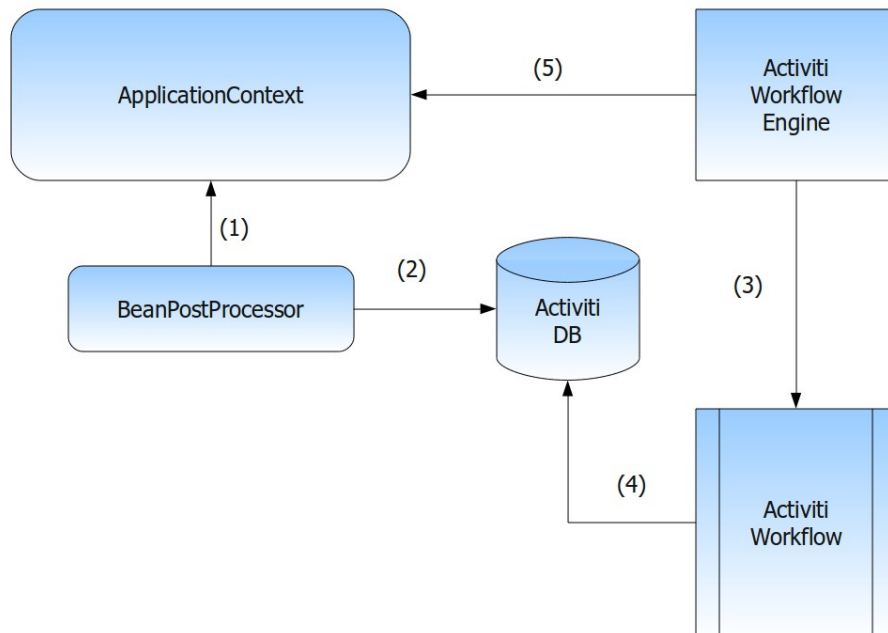 ApplicationContext
(5)
Activiti
Workflow
Engine
(1)
BeanPostProcessor
(2)
Activiti
DB
(3)
(4)
Activiti
Workflow